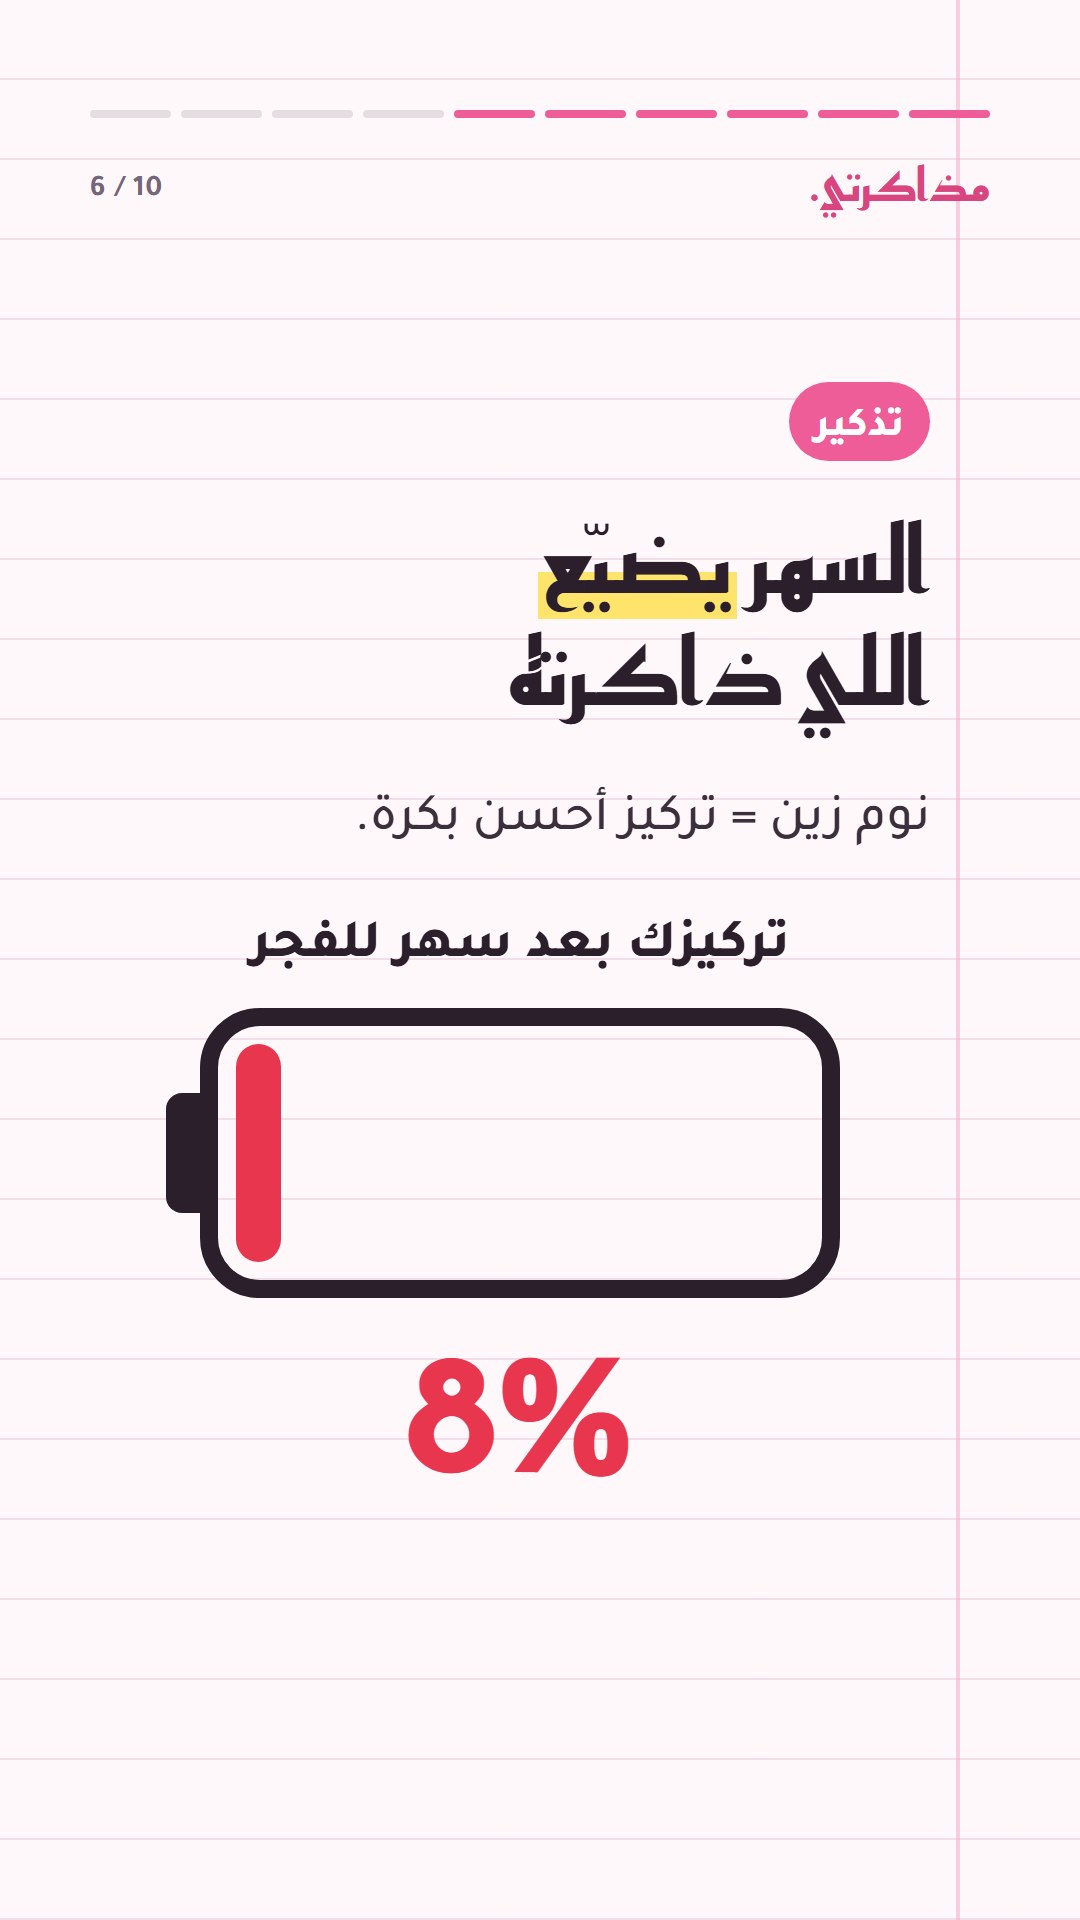 مذاكرتي.
6 / 10
تذكير
السهر يضيّع
اللي ذاكرته
نوم زين = تركيز أحسن بكرة.
تركيزك بعد سهر للفجر
8%